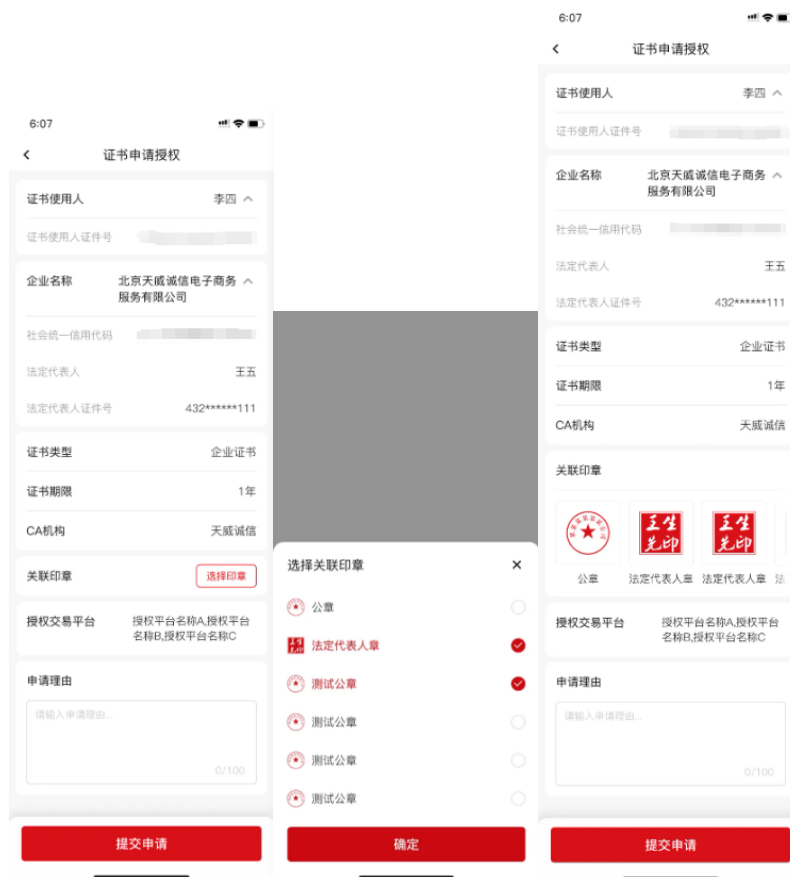 6:07
证书申请授权
证书使用人 李四
证书使用人证件号
企业名称 北京天威诚信电子商务
服务有限公司
社会统一信用代码
法定代表人 王五
法定代表人证件号 432******111
证书类型 企业证书
证书期限 1年
CA机构 天威诚信
关联印章 选择印章
授权交易平台 授权平台名称A,授权平台
名称B,授权平台名称C
申请理由
请输入申请理由...
0/100
提交申请
选择关联印章
公章
法定代表人章
测试公章
测试公章
测试公章
测试公章
确定
6:07
证书申请授权
证书使用人 李四
证书使用人证件号
企业名称 北京天威诚信电子商务
服务有限公司
社会统一信用代码
法定代表人 王五
法定代表人证件号 432******111
证书类型 企业证书
证书期限 1年
CA机构 天威诚信
关联印章
公章 法定代表人章 法定代表人章 法
授权交易平台 授权平台名称A,授权平台
名称B,授权平台名称C
申请理由
请输入申请理由...
0/100
提交申请